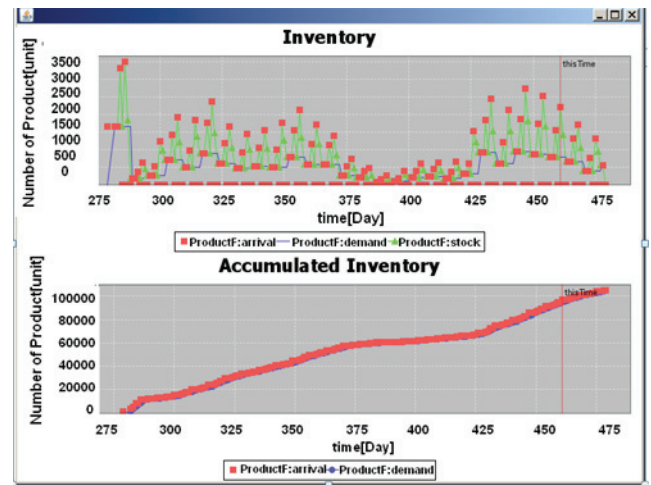 Inventory
thisTime
3500
3000
2500
2000
1500
1000
500
0
Number of Product[unit]
275 300 325 350 375 400 425 450 475
time[Day]
ProductF:arrival ProductF:demand ProductF:stock
Accumulated Inventory
thisTime
100000
80000
60000
40000
20000
0
Number of Product[unit]
275 300 325 350 375 400 425 450 475
time[Day]
ProductF:arrival ProductF:demand